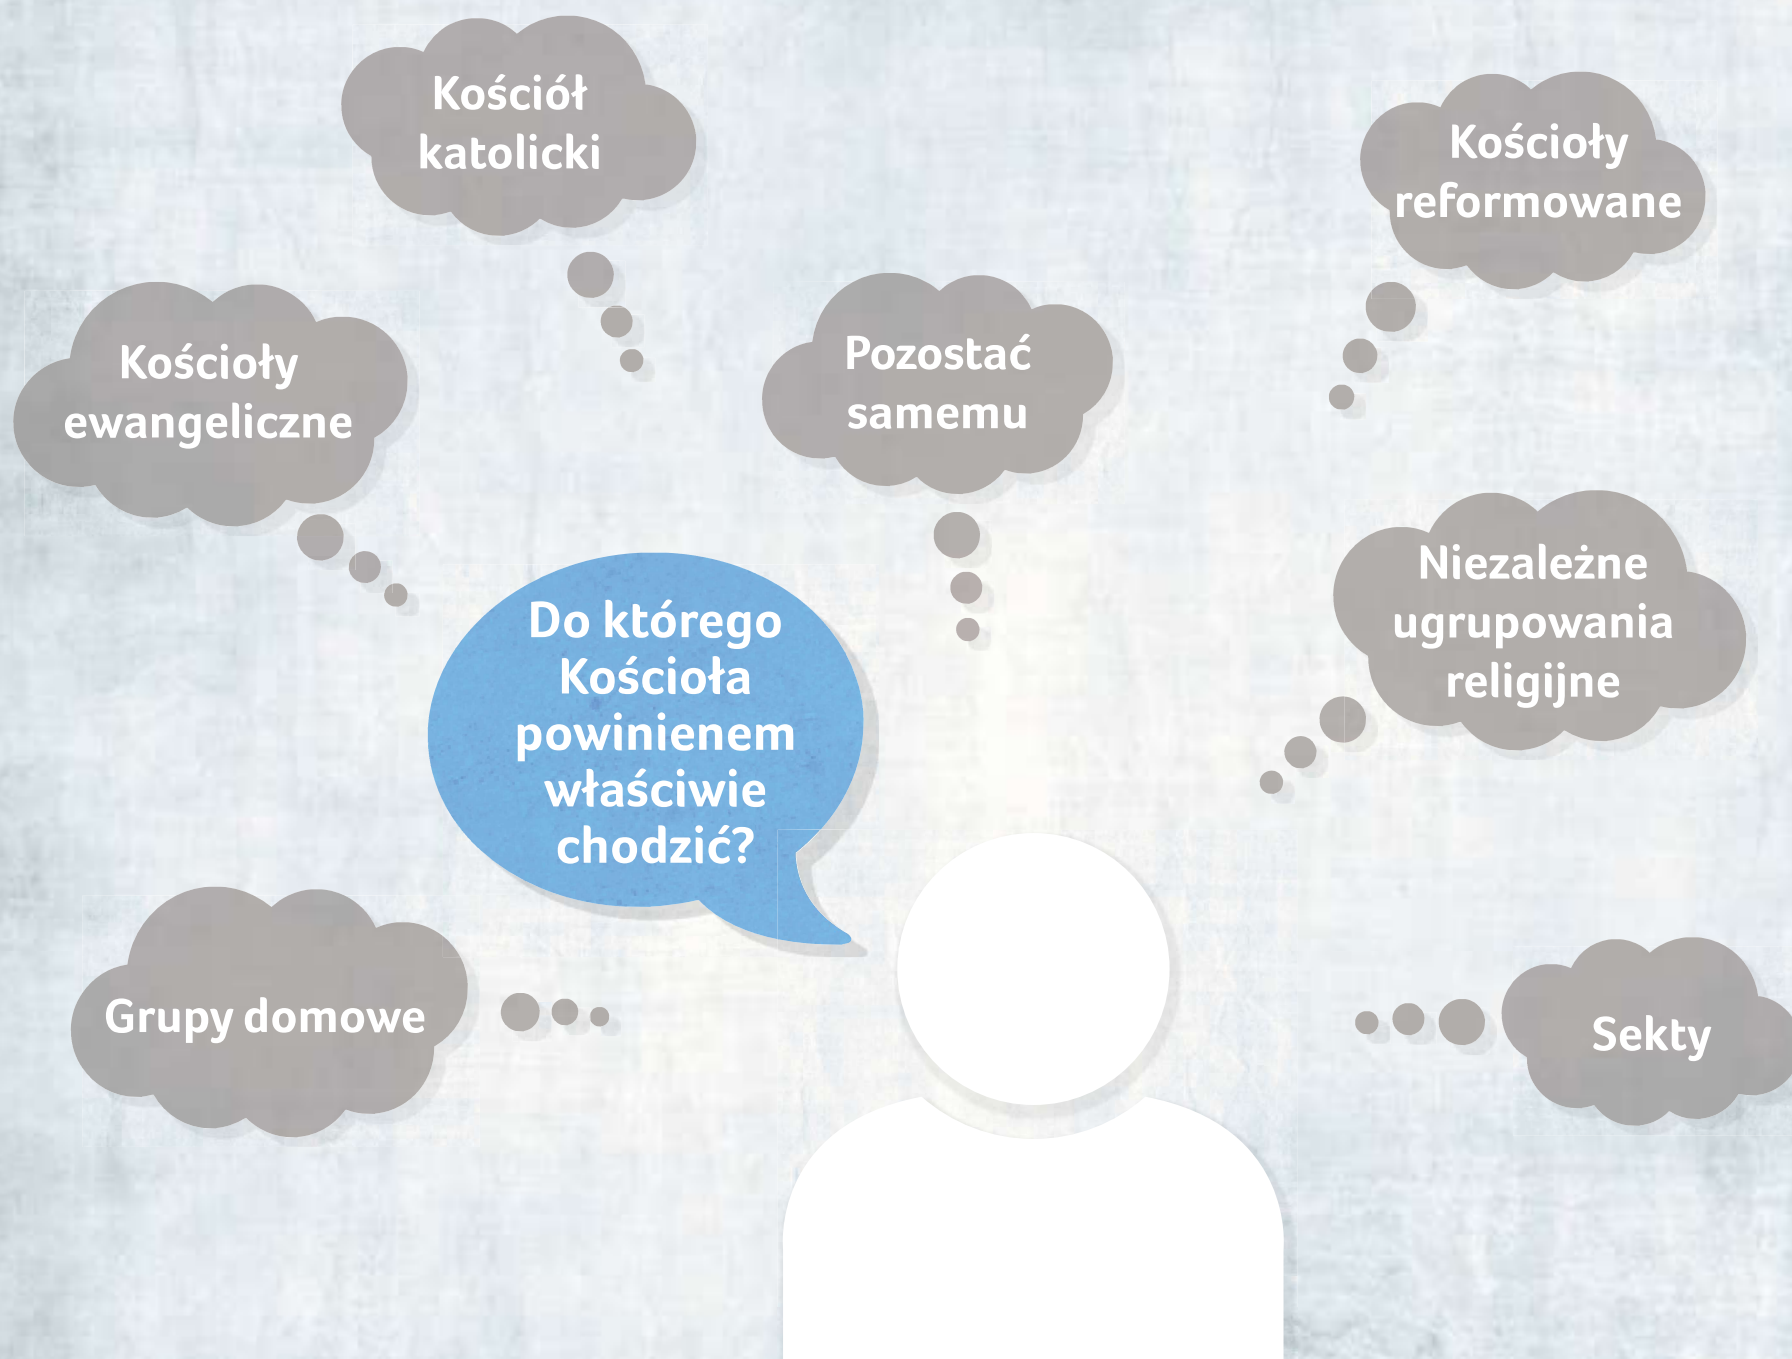 Kościół
katolicki
Kościoły
reformowane
Kościoły
ewangeliczne
Pozostać
samemu
Niezależne
ugrupowania
religijne
Do którego
Kościoła
powinienem
właściwie
chodzić?
Grupy domowe
Sekty